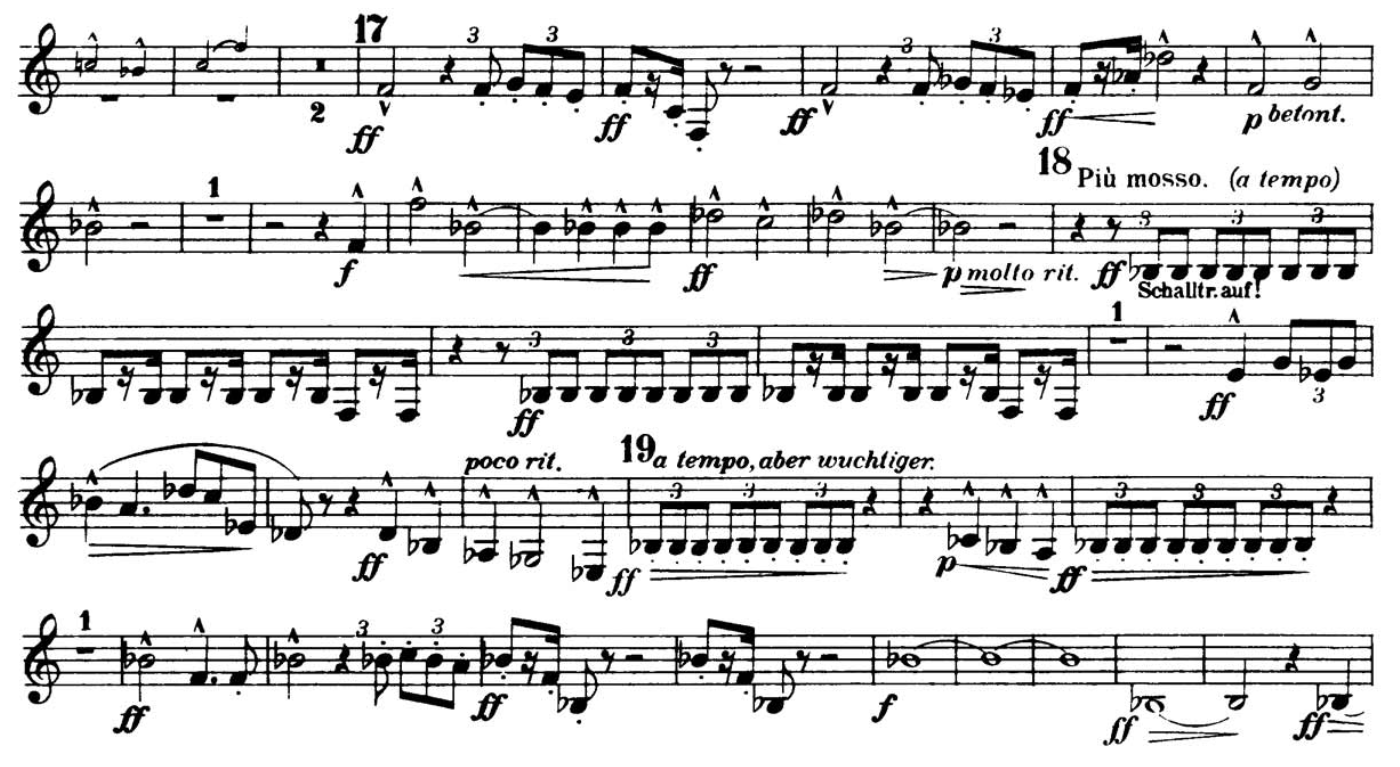 17
3 3 3 3
2
ff ff ff ff p betont.
1 18 Più mosso. (a tempo)
3 3 3
f ff p molto rit. ff
Schalltr. auf!
1
3 3 3
ff ff 3
poco rit. 19 a tempo, aber wuchtiger.
3 3 3 3 3 3
ff ff p ff
1
3 3
ff ff f ff ff